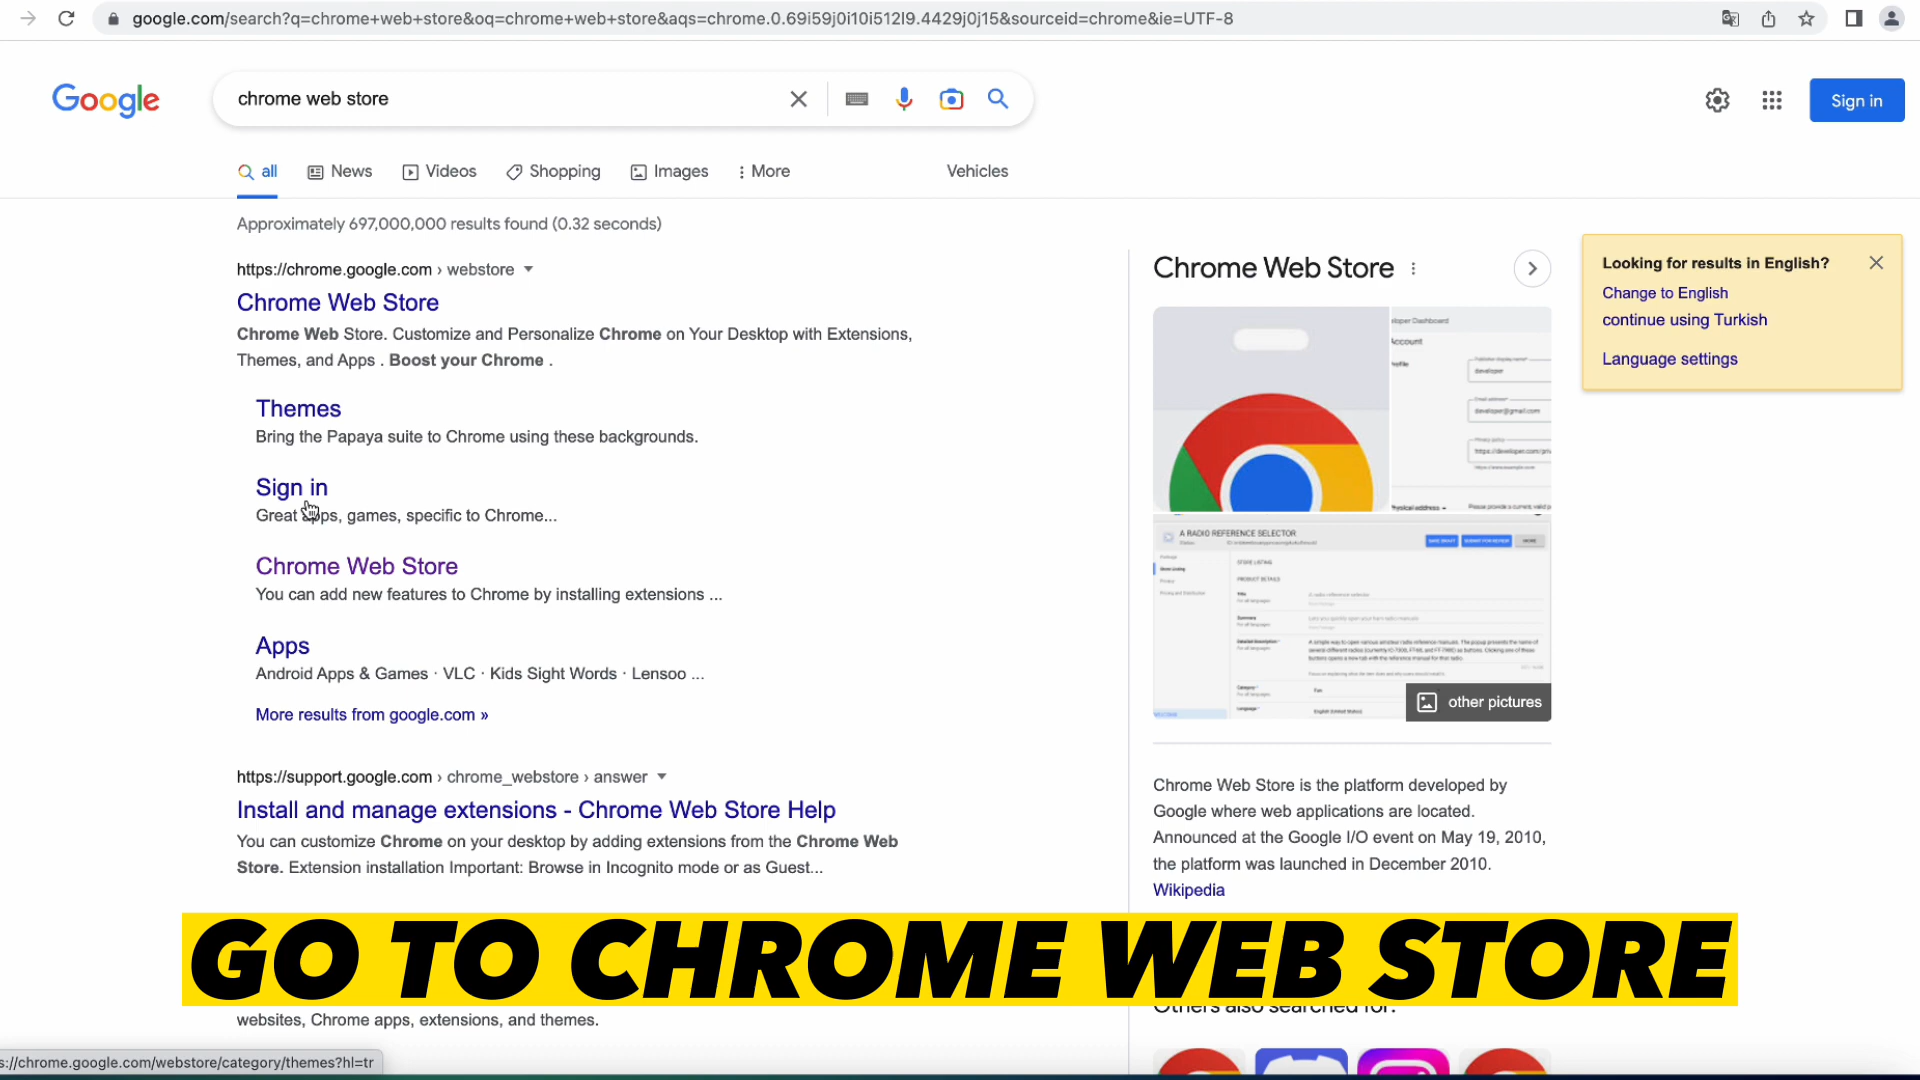 google.com/search?q=chrome+web+store&oq=chrome+web+store&aqs=chrome.0.69i59j0i10i512l9.4429j0j15&sourceid=chrome&ie=UTF-8
Google
chrome web store
Sign in
all
News
Videos
Shopping
Images
More
Vehicles
Approximately 697,000,000 results found (0.32 seconds)
https://chrome.google.com › webstore
Chrome Web Store
Chrome Web Store. Customize and Personalize Chrome on Your Desktop with Extensions,
Themes, and Apps . Boost your Chrome .
Themes
Bring the Papaya suite to Chrome using these backgrounds.
Sign in
Great apps, games, specific to Chrome...
Chrome Web Store
You can add new features to Chrome by installing extensions ...
Apps
Android Apps & Games · VLC · Kids Sight Words · Lensoo ...
More results from google.com »
https://support.google.com › chrome_webstore › answer
Install and manage extensions - Chrome Web Store Help
You can customize Chrome on your desktop by adding extensions from the Chrome Web
Store. Extension installation Important: Browse in Incognito mode or as Guest...
websites, Chrome apps, extensions, and themes.
Chrome Web Store
A RADIO REFERENCE SELECTOR
other pictures
Chrome Web Store is the platform developed by
Google where web applications are located.
Announced at the Google I/O event on May 19, 2010,
the platform was launched in December 2010.
Wikipedia
Others also searched for:
Looking for results in English?
Change to English
continue using Turkish
Language settings
GO TO CHROME WEB STORE
s://chrome.google.com/webstore/category/themes?hl=tr